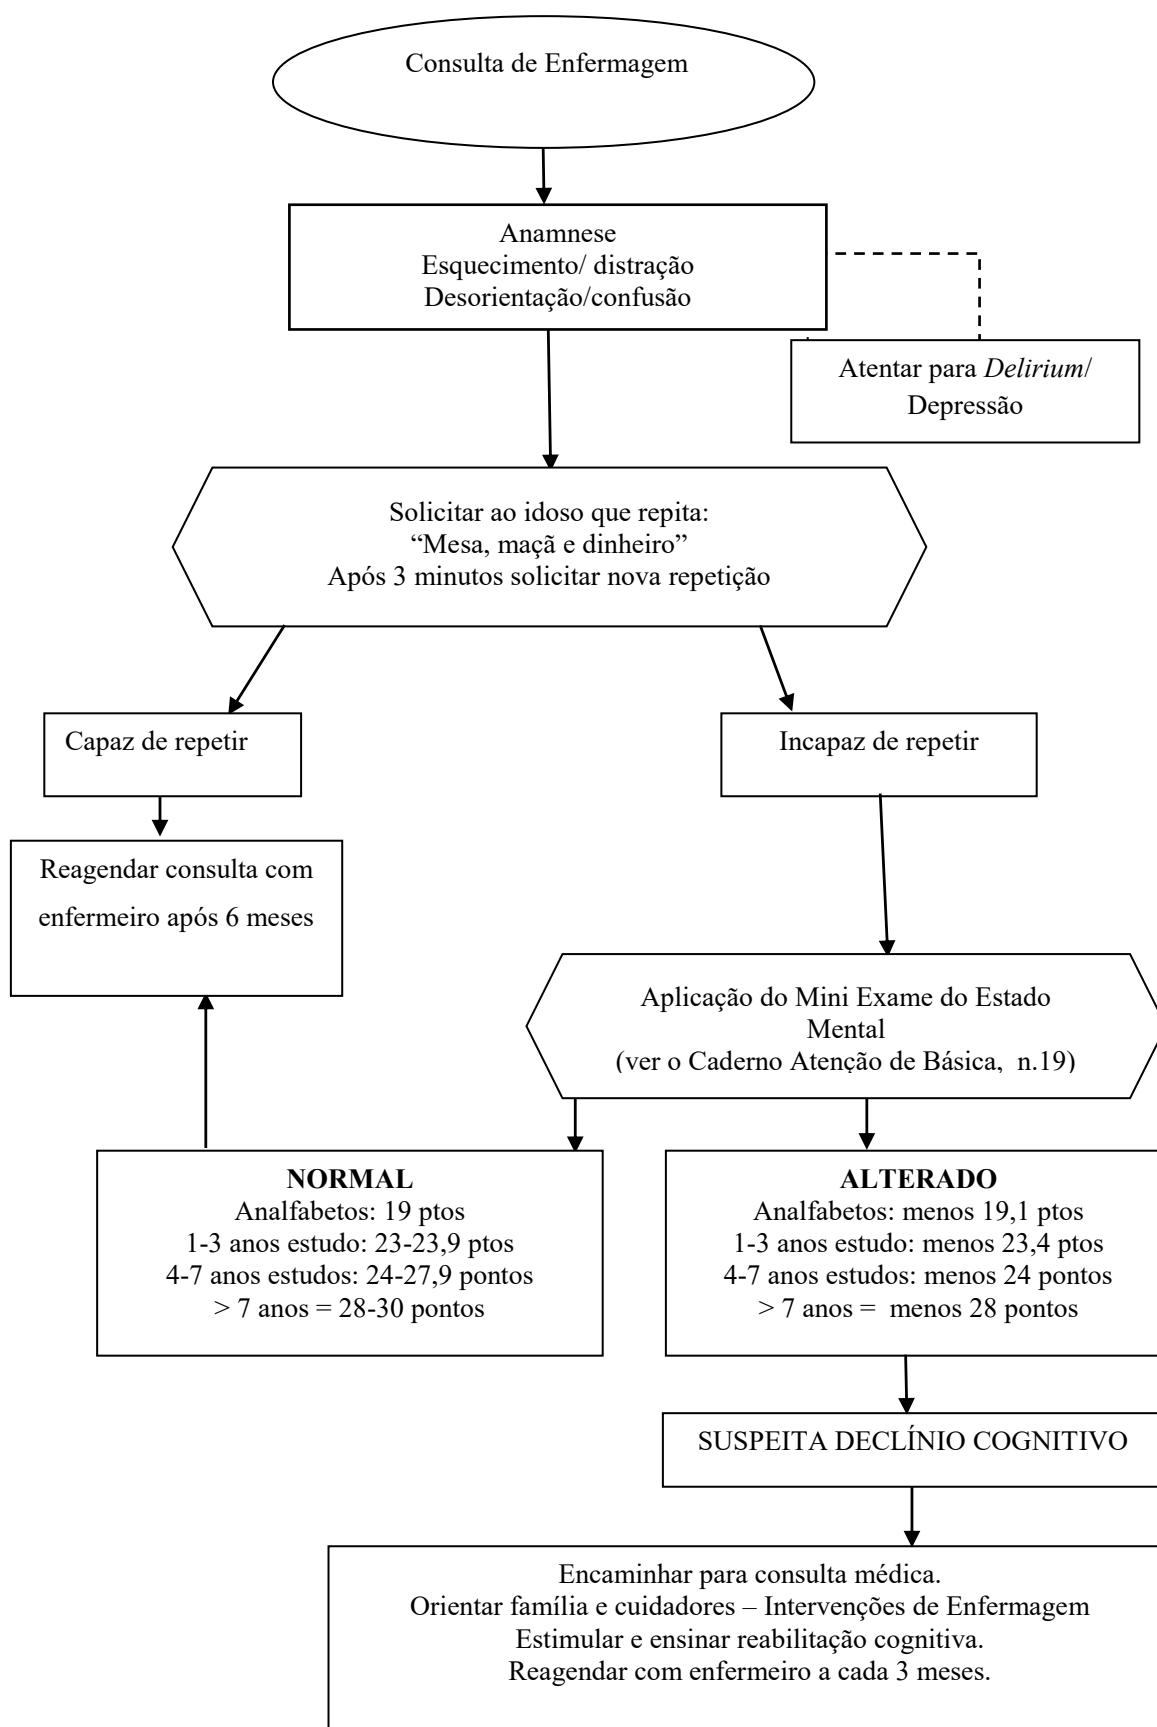 Consulta de Enfermagem
Anamnese
Esquecimento/ distração
Desorientação/confusão
Atentar para Delirium/
Depressão
Solicitar ao idoso que repita:
“Mesa, maçã e dinheiro”
Após 3 minutos solicitar nova repetição
Capaz de repetir
Incapaz de repetir
Reagendar consulta com
enfermeiro após 6 meses
Aplicação do Mini Exame do Estado
Mental
(ver o Caderno Atenção de Básica, n.19)
NORMAL
Analfabetos: 19 ptos
1-3 anos estudo: 23-23,9 ptos
4-7 anos estudos: 24-27,9 pontos
> 7 anos = 28-30 pontos
ALTERADO
Analfabetos: menos 19,1 ptos
1-3 anos estudo: menos 23,4 ptos
4-7 anos estudos: menos 24 pontos
> 7 anos = menos 28 pontos
SUSPEITA DECLÍNIO COGNITIVO
Encaminhar para consulta médica.
Orientar família e cuidadores – Intervenções de Enfermagem
Estimular e ensinar reabilitação cognitiva.
Reagendar com enfermeiro a cada 3 meses.